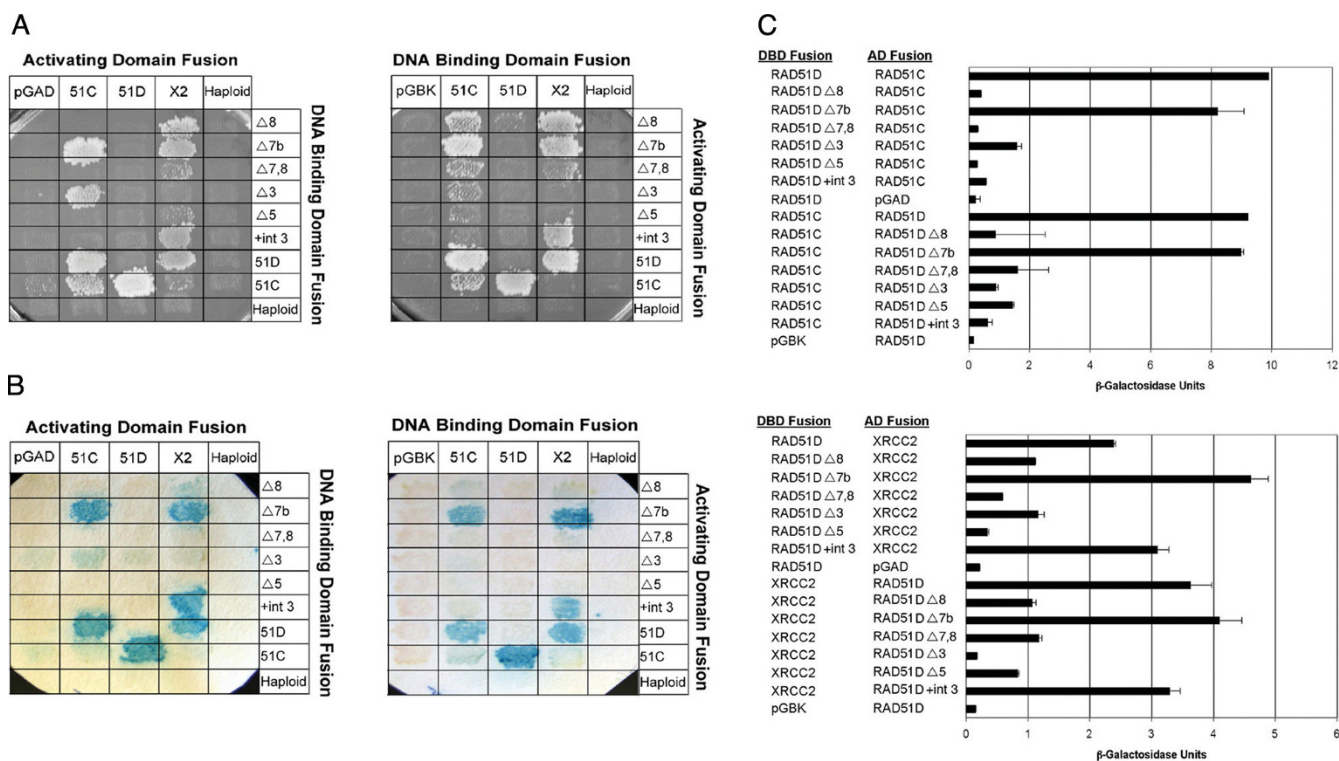 A
Activating Domain Fusion
pGAD 51C 51D X2 Haploid
△8
△7b
△7,8
△3
△5
+int 3
51D
51C
Haploid
DNA Binding Domain Fusion
DNA Binding Domain Fusion
pGBK 51C 51D X2 Haploid
△8
△7b
△7,8
△3
△5
+int 3
51D
51C
Haploid
Activating Domain Fusion
B
Activating Domain Fusion
pGAD 51C 51D X2 Haploid
△8
△7b
△7,8
△3
△5
+int 3
51D
51C
Haploid
DNA Binding Domain Fusion
DNA Binding Domain Fusion
pGBK 51C 51D X2 Haploid
△8
△7b
△7,8
△3
△5
+int 3
51D
51C
Haploid
Activating Domain Fusion
C
DBD Fusion AD Fusion
RAD51D RAD51C
RAD51D △8 RAD51C
RAD51D △7b RAD51C
RAD51D △7,8 RAD51C
RAD51D △3 RAD51C
RAD51D △5 RAD51C
RAD51D +int 3 RAD51C
RAD51D pGAD
RAD51C RAD51D
RAD51C RAD51D △8
RAD51C RAD51D △7b
RAD51C RAD51D △7,8
RAD51C RAD51D △3
RAD51C RAD51D △5
RAD51C RAD51D +int 3
pGBK RAD51D
0 2 4 6 8 10 12
β-Galactosidase Units
DBD Fusion AD Fusion
RAD51D XRCC2
RAD51D △8 XRCC2
RAD51D △7b XRCC2
RAD51D △7,8 XRCC2
RAD51D △3 XRCC2
RAD51D △5 XRCC2
RAD51D +int 3 XRCC2
RAD51D pGAD
XRCC2 RAD51D
XRCC2 RAD51D △8
XRCC2 RAD51D △7b
XRCC2 RAD51D △7,8
XRCC2 RAD51D △3
XRCC2 RAD51D △5
XRCC2 RAD51D +int 3
pGBK RAD51D
0 1 2 3 4 5 6
β-Galactosidase Units